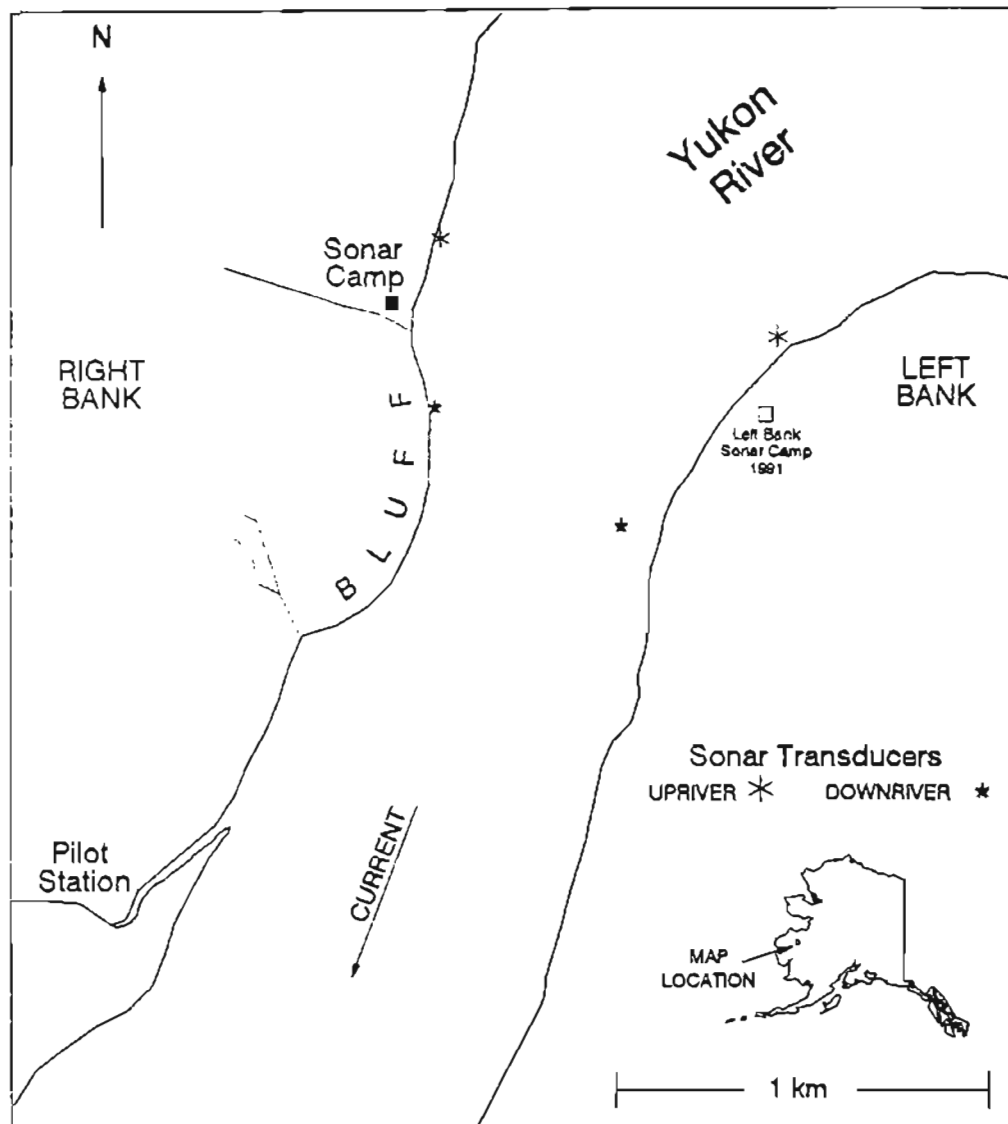 N
Yukon
River
Sonar
Camp
RIGHT
BANK
LEFT
BANK
Left Bank
Sonar Camp
1991
BLUFF
Sonar Transducers
UPRIVER DOWNRIVER
Pilot
Station
CURRENT
MAP
LOCATION
1 km